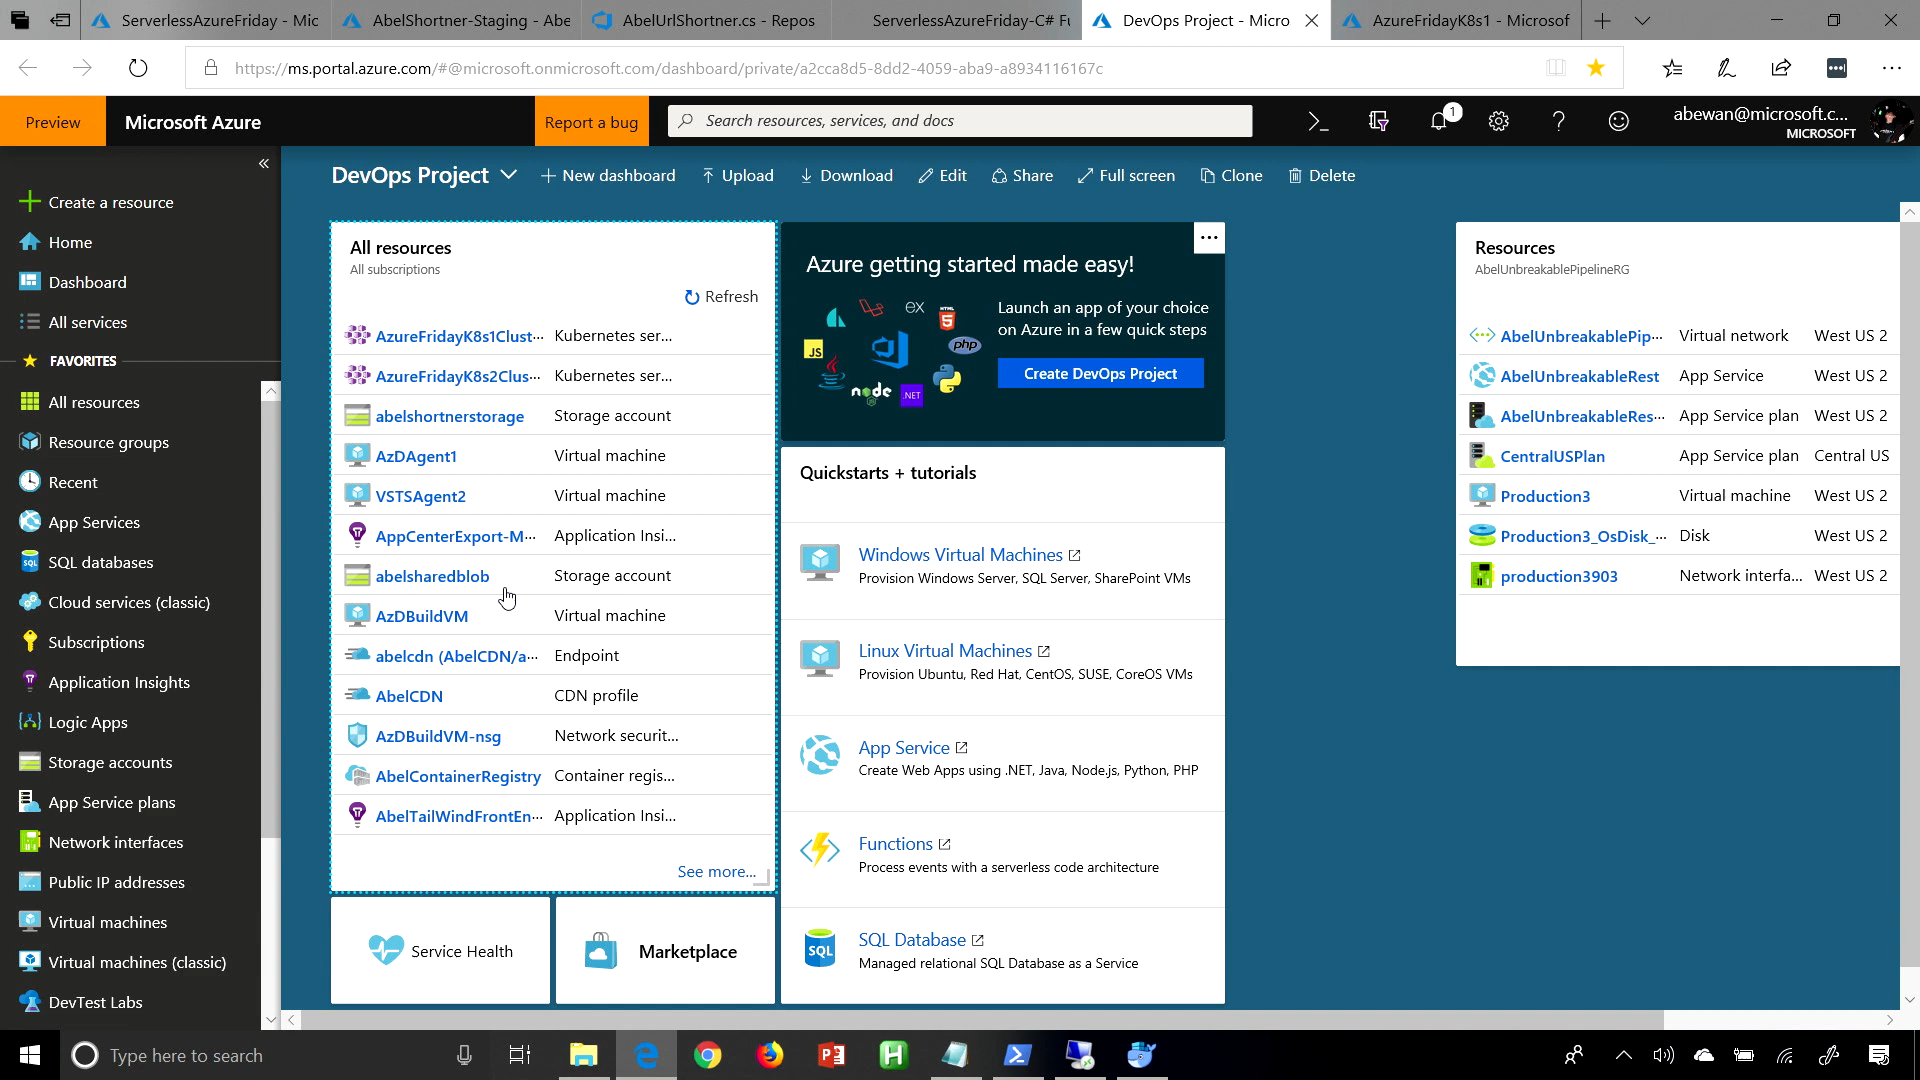 ServerlessAzureFriday - Mic
AbelShortner-Staging - Abe
AbelUrlShortner.cs - Repos
ServerlessAzureFriday-C# Fu
DevOps Project - Micro
AzureFridayK8s1 - Microsof
https://ms.portal.azure.com/#@microsoft.onmicrosoft.com/dashboard/private/a2cca8d5-8dd2-4059-aba9-a8934116167c
Preview
Microsoft Azure
Report a bug
Search resources, services, and docs
1
abewan@microsoft.c...
MICROSOFT
DevOps Project
New dashboard
Upload
Download
Edit
Share
Full screen
Clone
Delete
Create a resource
Home
Dashboard
All services
FAVORITES
All resources
Resource groups
Recent
App Services
SQL databases
Cloud services (classic)
Subscriptions
Application Insights
Logic Apps
Storage accounts
App Service plans
Network interfaces
Public IP addresses
Virtual machines
Virtual machines (classic)
DevTest Labs
All resources
All subscriptions
Refresh
AzureFridayK8s1Clust... Kubernetes ser...
AzureFridayK8s2Clus... Kubernetes ser...
abelshortnerstorage Storage account
AzDAgent1 Virtual machine
VSTSAgent2 Virtual machine
AppCenterExport-M... Application Insi...
abelsharedblob Storage account
AzDBuildVM Virtual machine
abelcdn (AbelCDN/a... Endpoint
AbelCDN CDN profile
AzDBuildVM-nsg Network securit...
AbelContainerRegistry Container regis...
AbelTailWindFrontEn... Application Insi...
See more...
Service Health
Marketplace
Azure getting started made easy!
Launch an app of your choice
on Azure in a few quick steps
Create DevOps Project
JS
ex
HTML
php
node
.NET
Quickstarts + tutorials
Windows Virtual Machines
Provision Windows Server, SQL Server, SharePoint VMs
Linux Virtual Machines
Provision Ubuntu, Red Hat, CentOS, SUSE, CoreOS VMs
App Service
Create Web Apps using .NET, Java, Node.js, Python, PHP
Functions
Process events with a serverless code architecture
SQL
SQL Database
Managed relational SQL Database as a Service
Resources
AbelUnbreakablePipelineRG
AbelUnbreakablePip... Virtual network West US 2
AbelUnbreakableRest App Service West US 2
AbelUnbreakableRes... App Service plan West US 2
CentralUSPlan App Service plan Central US
Production3 Virtual machine West US 2
Production3_OsDisk_... Disk West US 2
production3903 Network interfa... West US 2
Type here to search